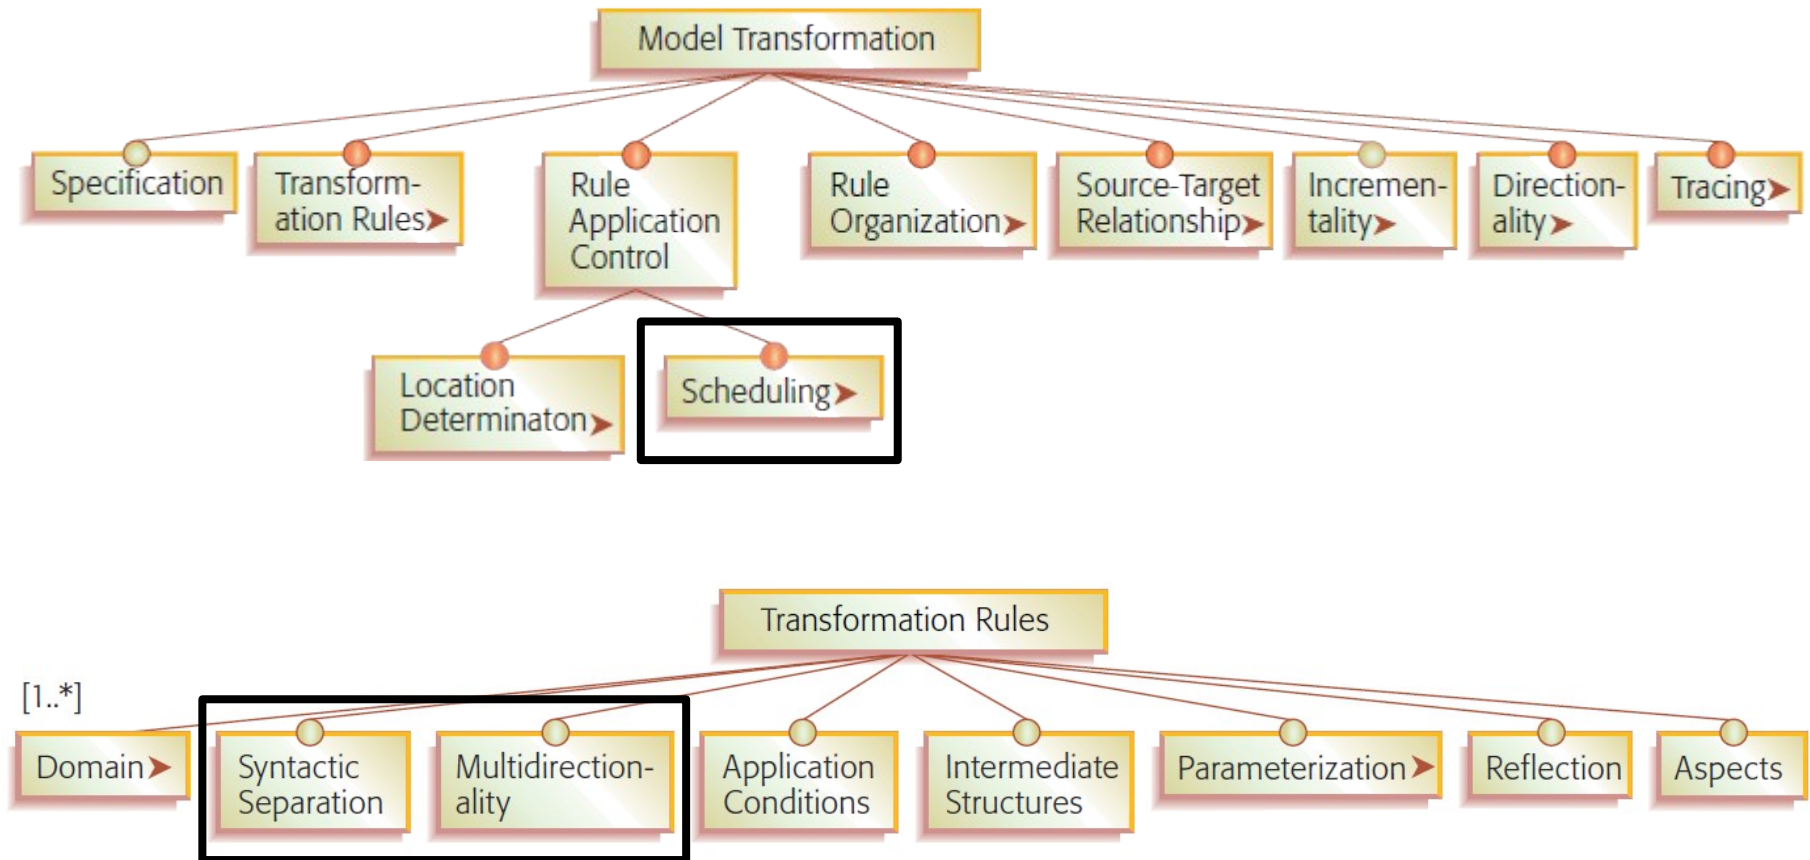 Model Transformation
Specification
Transform-
ation Rules
Rule
Application
Control
Rule
Organization
Source-Target
Relationship
Incremen-
tality
Direction-
ality
Tracing
Location
Determinaton
Scheduling
Transformation Rules
[1..*]
Domain
Syntactic
Separation
Multidirection-
ality
Application
Conditions
Intermediate
Structures
Parameterization
Reflection
Aspects